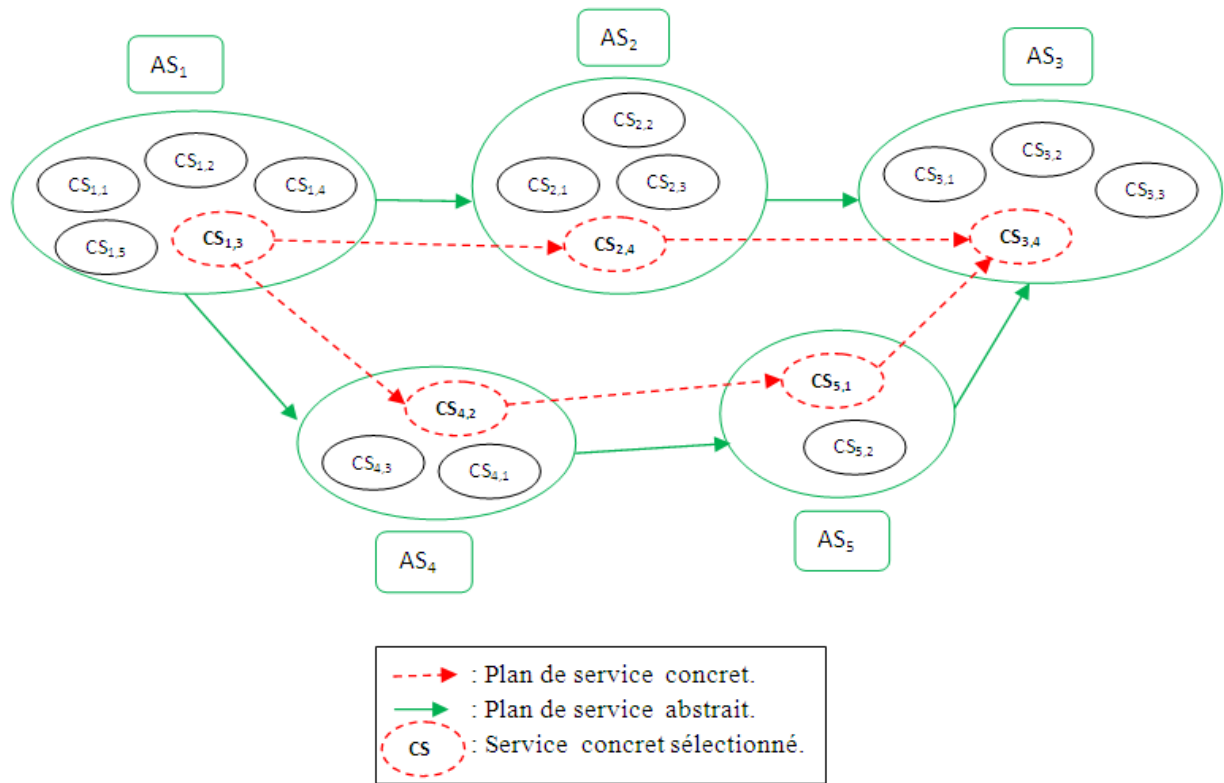 AS1
AS2
AS3
CS1,1
CS1,2
CS1,4
CS1,5
CS1,3
CS2,2
CS2,1
CS2,3
CS2,4
CS3,1
CS3,2
CS3,3
CS3,4
CS4,2
CS4,3
CS4,1
CS5,1
CS5,2
AS4
AS5
: Plan de service concret.
: Plan de service abstrait.
CS : Service concret sélectionné.